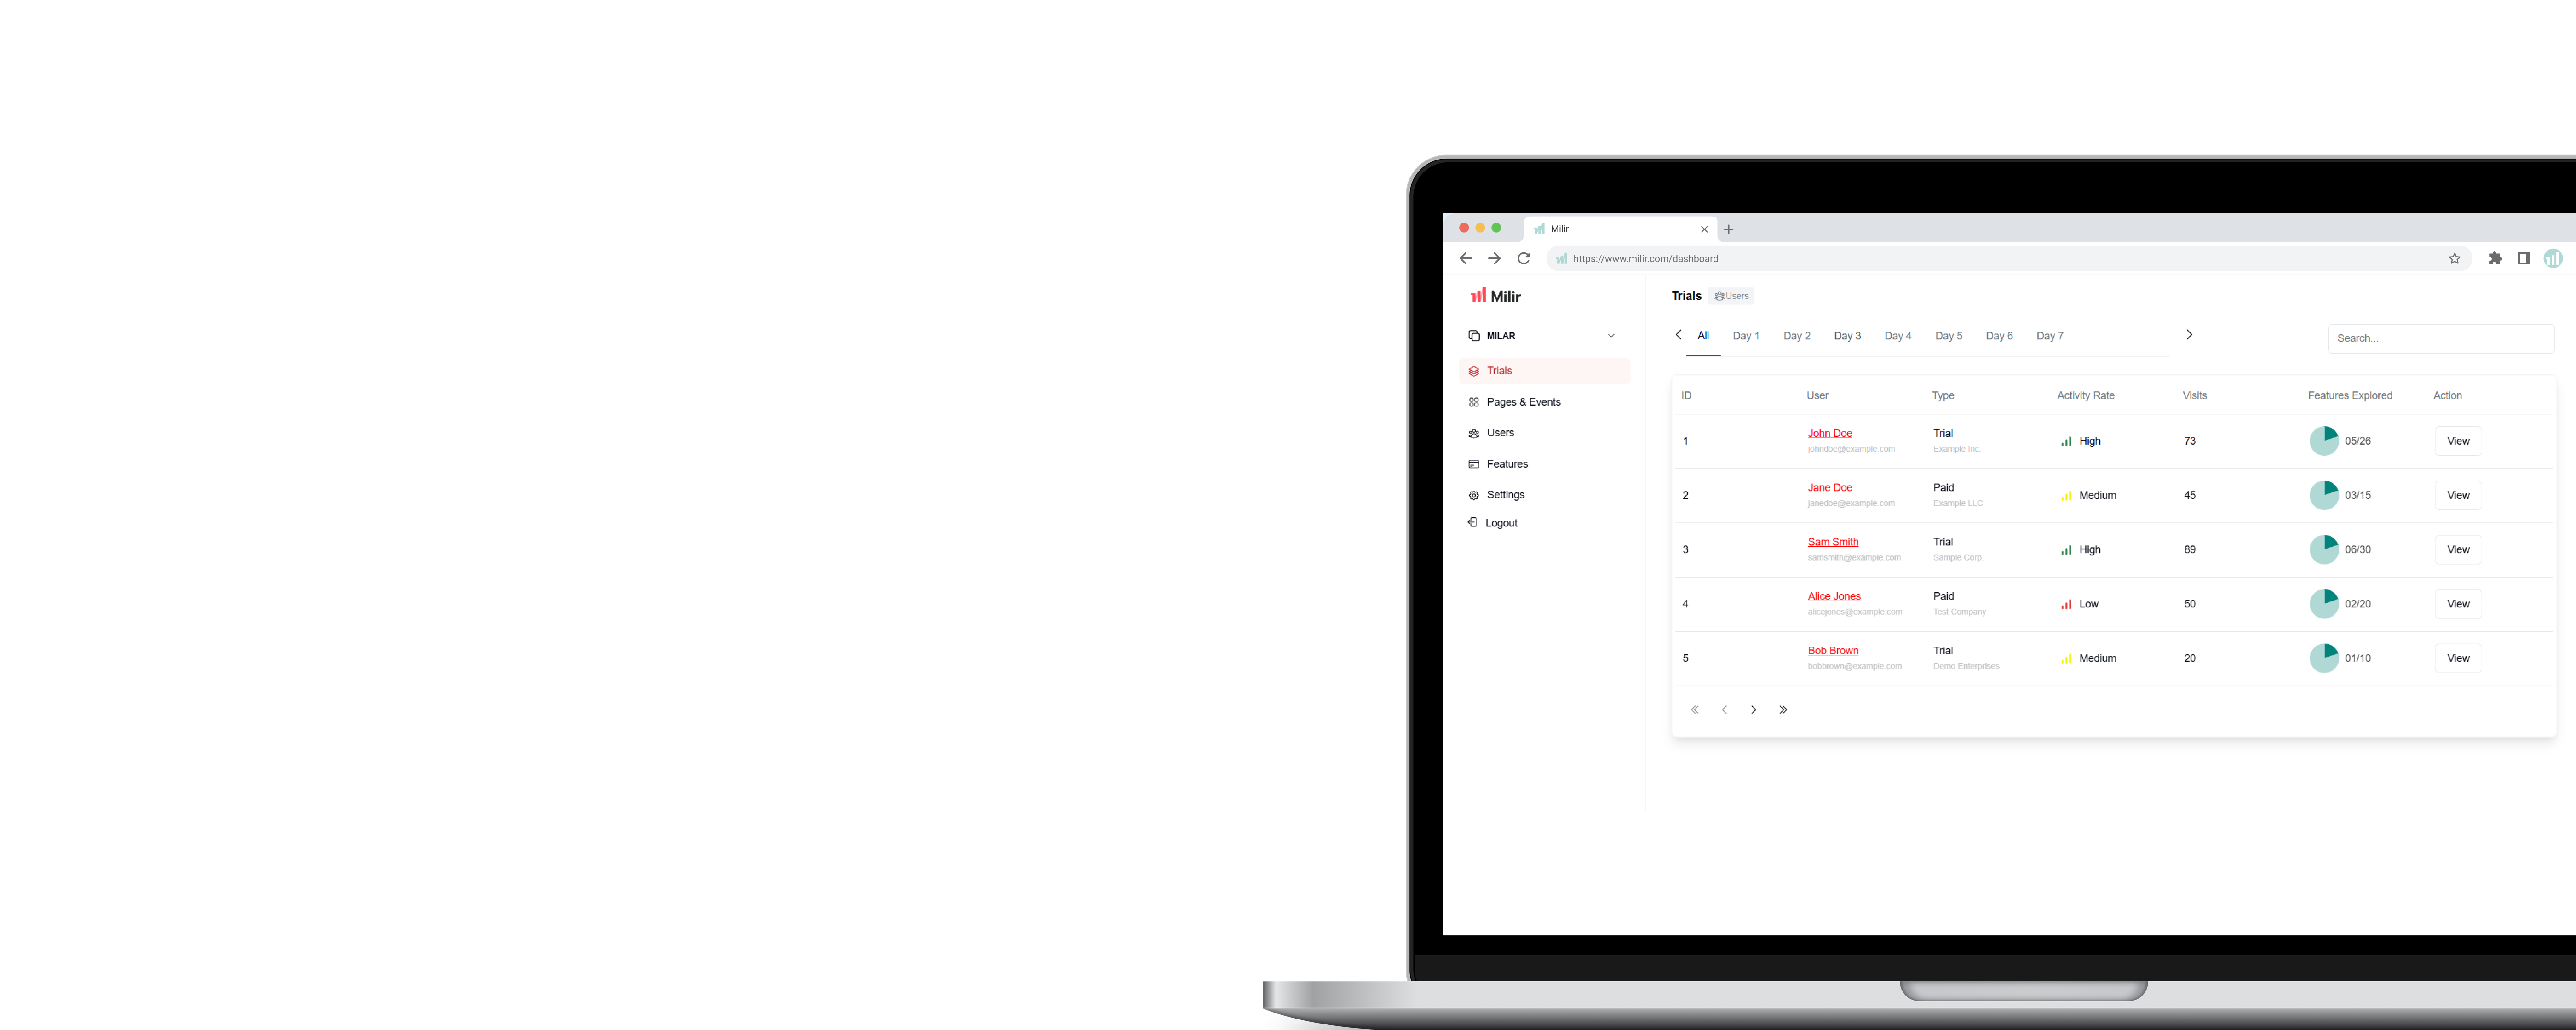 Milir
https://www.milir.com/dashboard
Milir
MILAR
Trials
Pages & Events
Users
Features
Settings
Logout
Trials Users
All Day 1 Day 2 Day 3 Day 4 Day 5 Day 6 Day 7
Search...
ID User Type Activity Rate Visits Features Explored Action
1 John Doe Trial High 73 05/26 View
johndoe@example.com Example Inc.
2 Jane Doe Paid Medium 45 03/15 View
janedoe@example.com Example LLC
3 Sam Smith Trial High 89 06/30 View
samsmith@example.com Sample Corp.
4 Alice Jones Paid Low 50 02/20 View
alicejones@example.com Test Company
5 Bob Brown Trial Medium 20 01/10 View
bobbrown@example.com Demo Enterprises